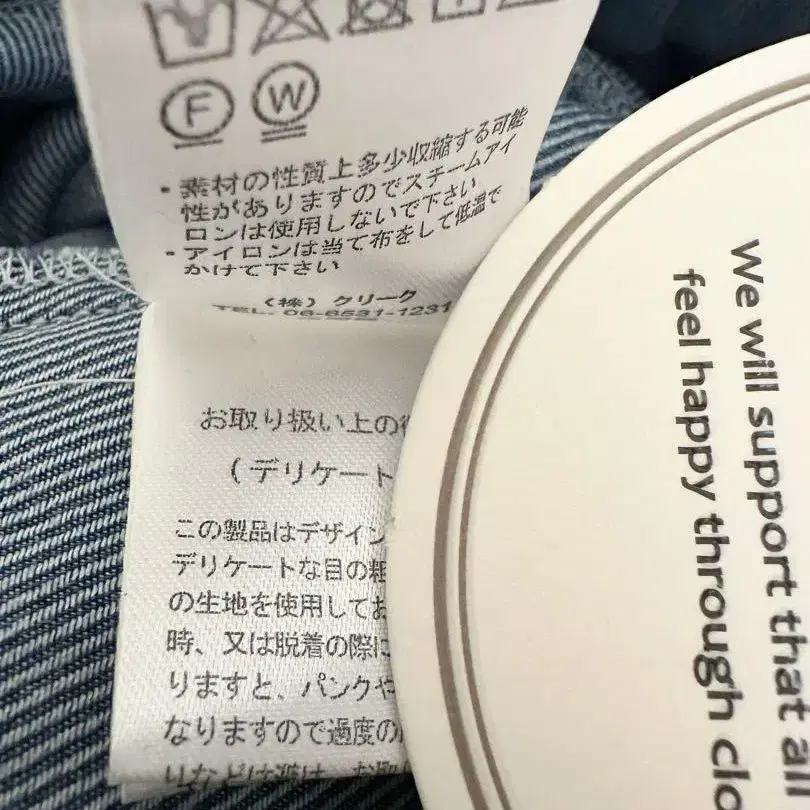 F W
・素材の性質上多少収縮する可能
性がありますのでスチームアイ
ロンは使用しないで下さい
・アイロンは当て布をして低温で
かけて下さい
（株）クリーク
TEL. 06-6531-1231
お取り扱い上の
（デリケート
この製品はデザイン
デリケートな目の粗
の生地を使用してお
時、又は脱着の際に
りますと、パンクや
なりますので過度の
We will support that all
feel happy through clo